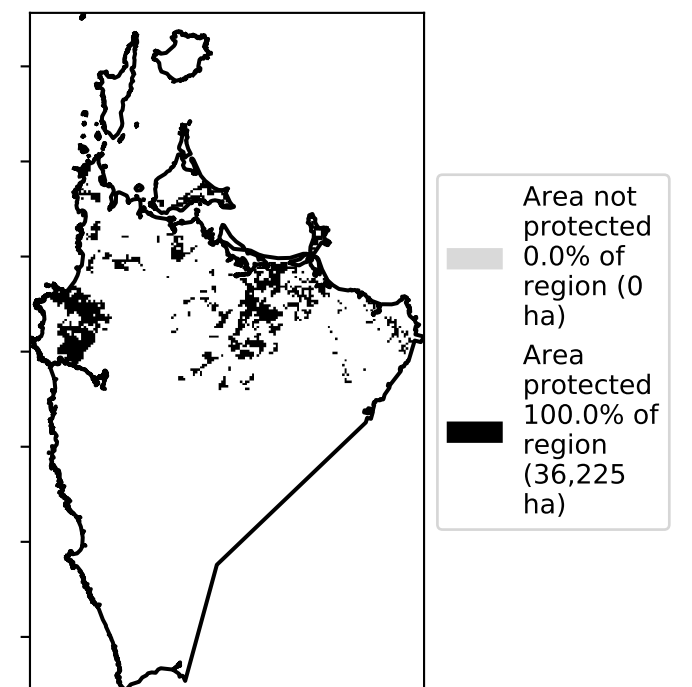 Area not
protected
0.0% of
region (0
ha)
Area
protected
100.0% of
region
(36,225
ha)